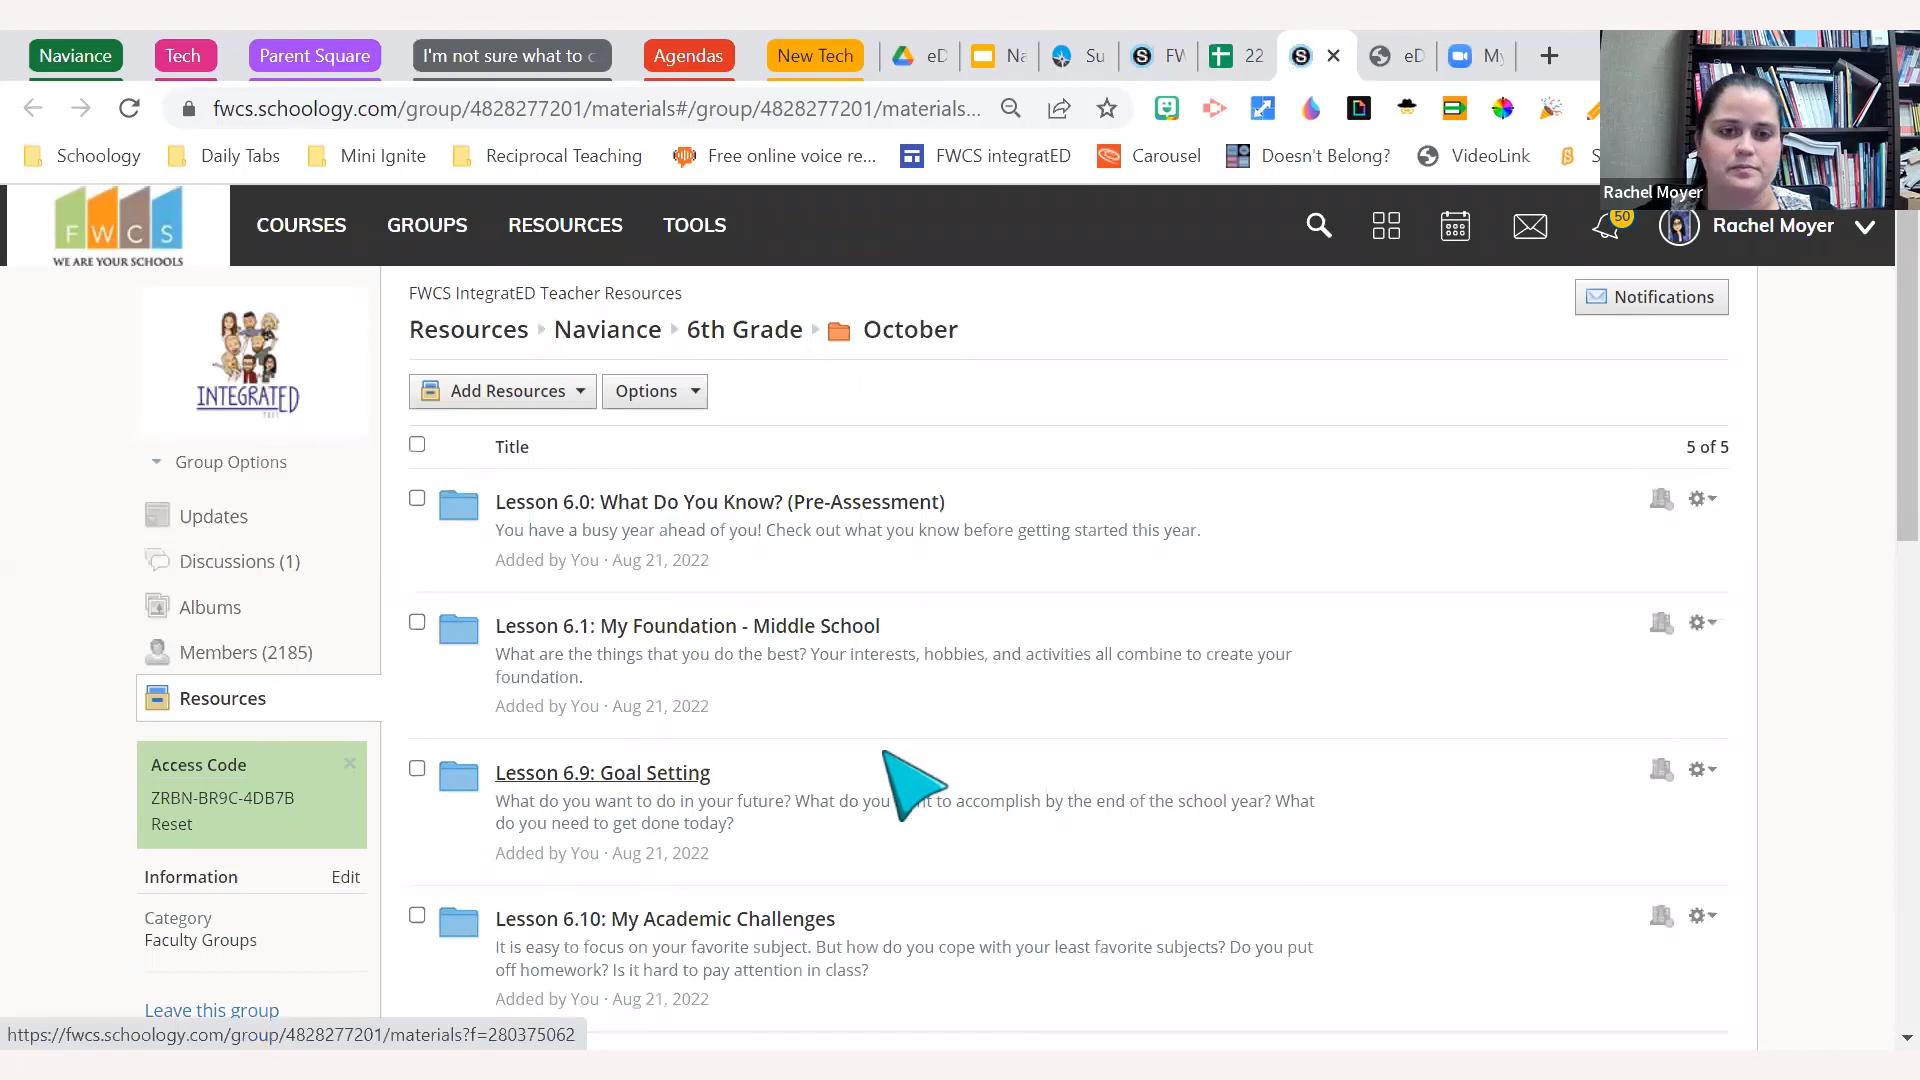 Naviance
Tech
Parent Square
I'm not sure what to c
Agendas
New Tech
eD
Na
Su
FW
22
eD
My
fwcs.schoology.com/group/4828277201/materials#/group/4828277201/materials...
Schoology
Daily Tabs
Mini Ignite
Reciprocal Teaching
Free online voice re...
FWCS integratED
Carousel
Doesn't Belong?
VideoLink
S
Rachel Moyer
FWCS
WE ARE YOUR SCHOOLS
COURSES
GROUPS
RESOURCES
TOOLS
50
Rachel Moyer
INTEGRATED
Group Options
Updates
Discussions (1)
Albums
Members (2185)
Resources
Access Code
ZRBN-BR9C-4DB7B
Reset
Information Edit
Category
Faculty Groups
Leave this group
FWCS IntegratED Teacher Resources
Notifications
Resources Naviance 6th Grade October
Add Resources
Options
Title 5 of 5
Lesson 6.0: What Do You Know? (Pre-Assessment)
You have a busy year ahead of you! Check out what you know before getting started this year.
Added by You · Aug 21, 2022
Lesson 6.1: My Foundation - Middle School
What are the things that you do the best? Your interests, hobbies, and activities all combine to create your
foundation.
Added by You · Aug 21, 2022
Lesson 6.9: Goal Setting
What do you want to do in your future? What do you nt to accomplish by the end of the school year? What
do you need to get done today?
Added by You · Aug 21, 2022
Lesson 6.10: My Academic Challenges
It is easy to focus on your favorite subject. But how do you cope with your least favorite subjects? Do you put
off homework? Is it hard to pay attention in class?
Added by You · Aug 21, 2022
https://fwcs.schoology.com/group/4828277201/materials?f=280375062